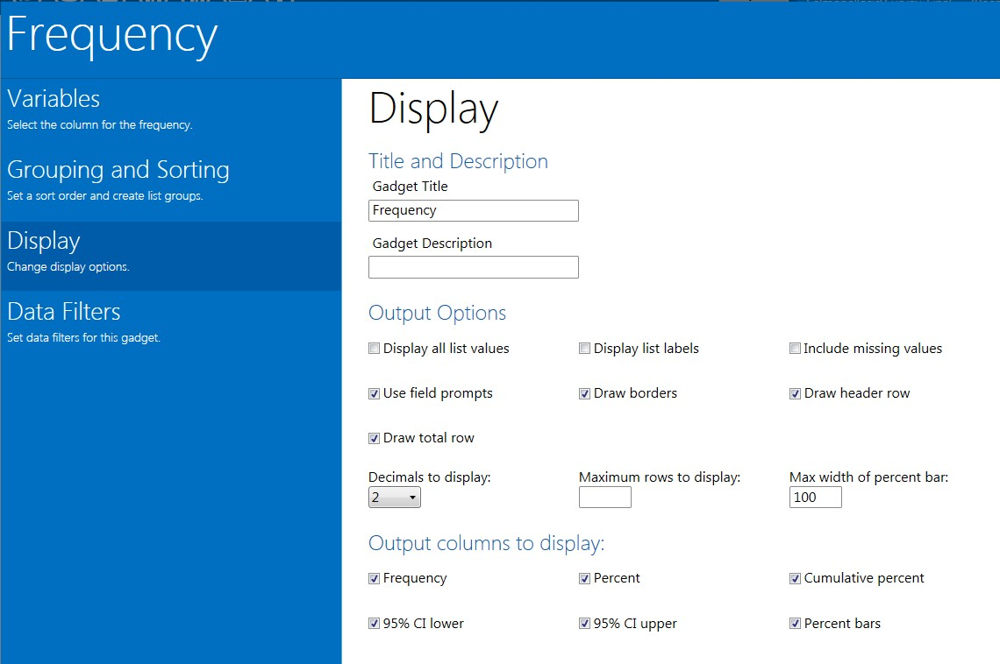 Frequency
Variables
Select the column for the frequency.
Grouping and Sorting
Set a sort order and create list groups.
Display
Change display options.
Data Filters
Set data filters for this gadget.
Display
Title and Description
Gadget Title
Frequency
Gadget Description
Output Options
Display all list values Display list labels Include missing values
Use field prompts Draw borders Draw header row
Draw total row
Decimals to display: Maximum rows to display: Max width of percent bar:
2 100
Output columns to display:
Frequency Percent Cumulative percent
95% CI lower 95% CI upper Percent bars